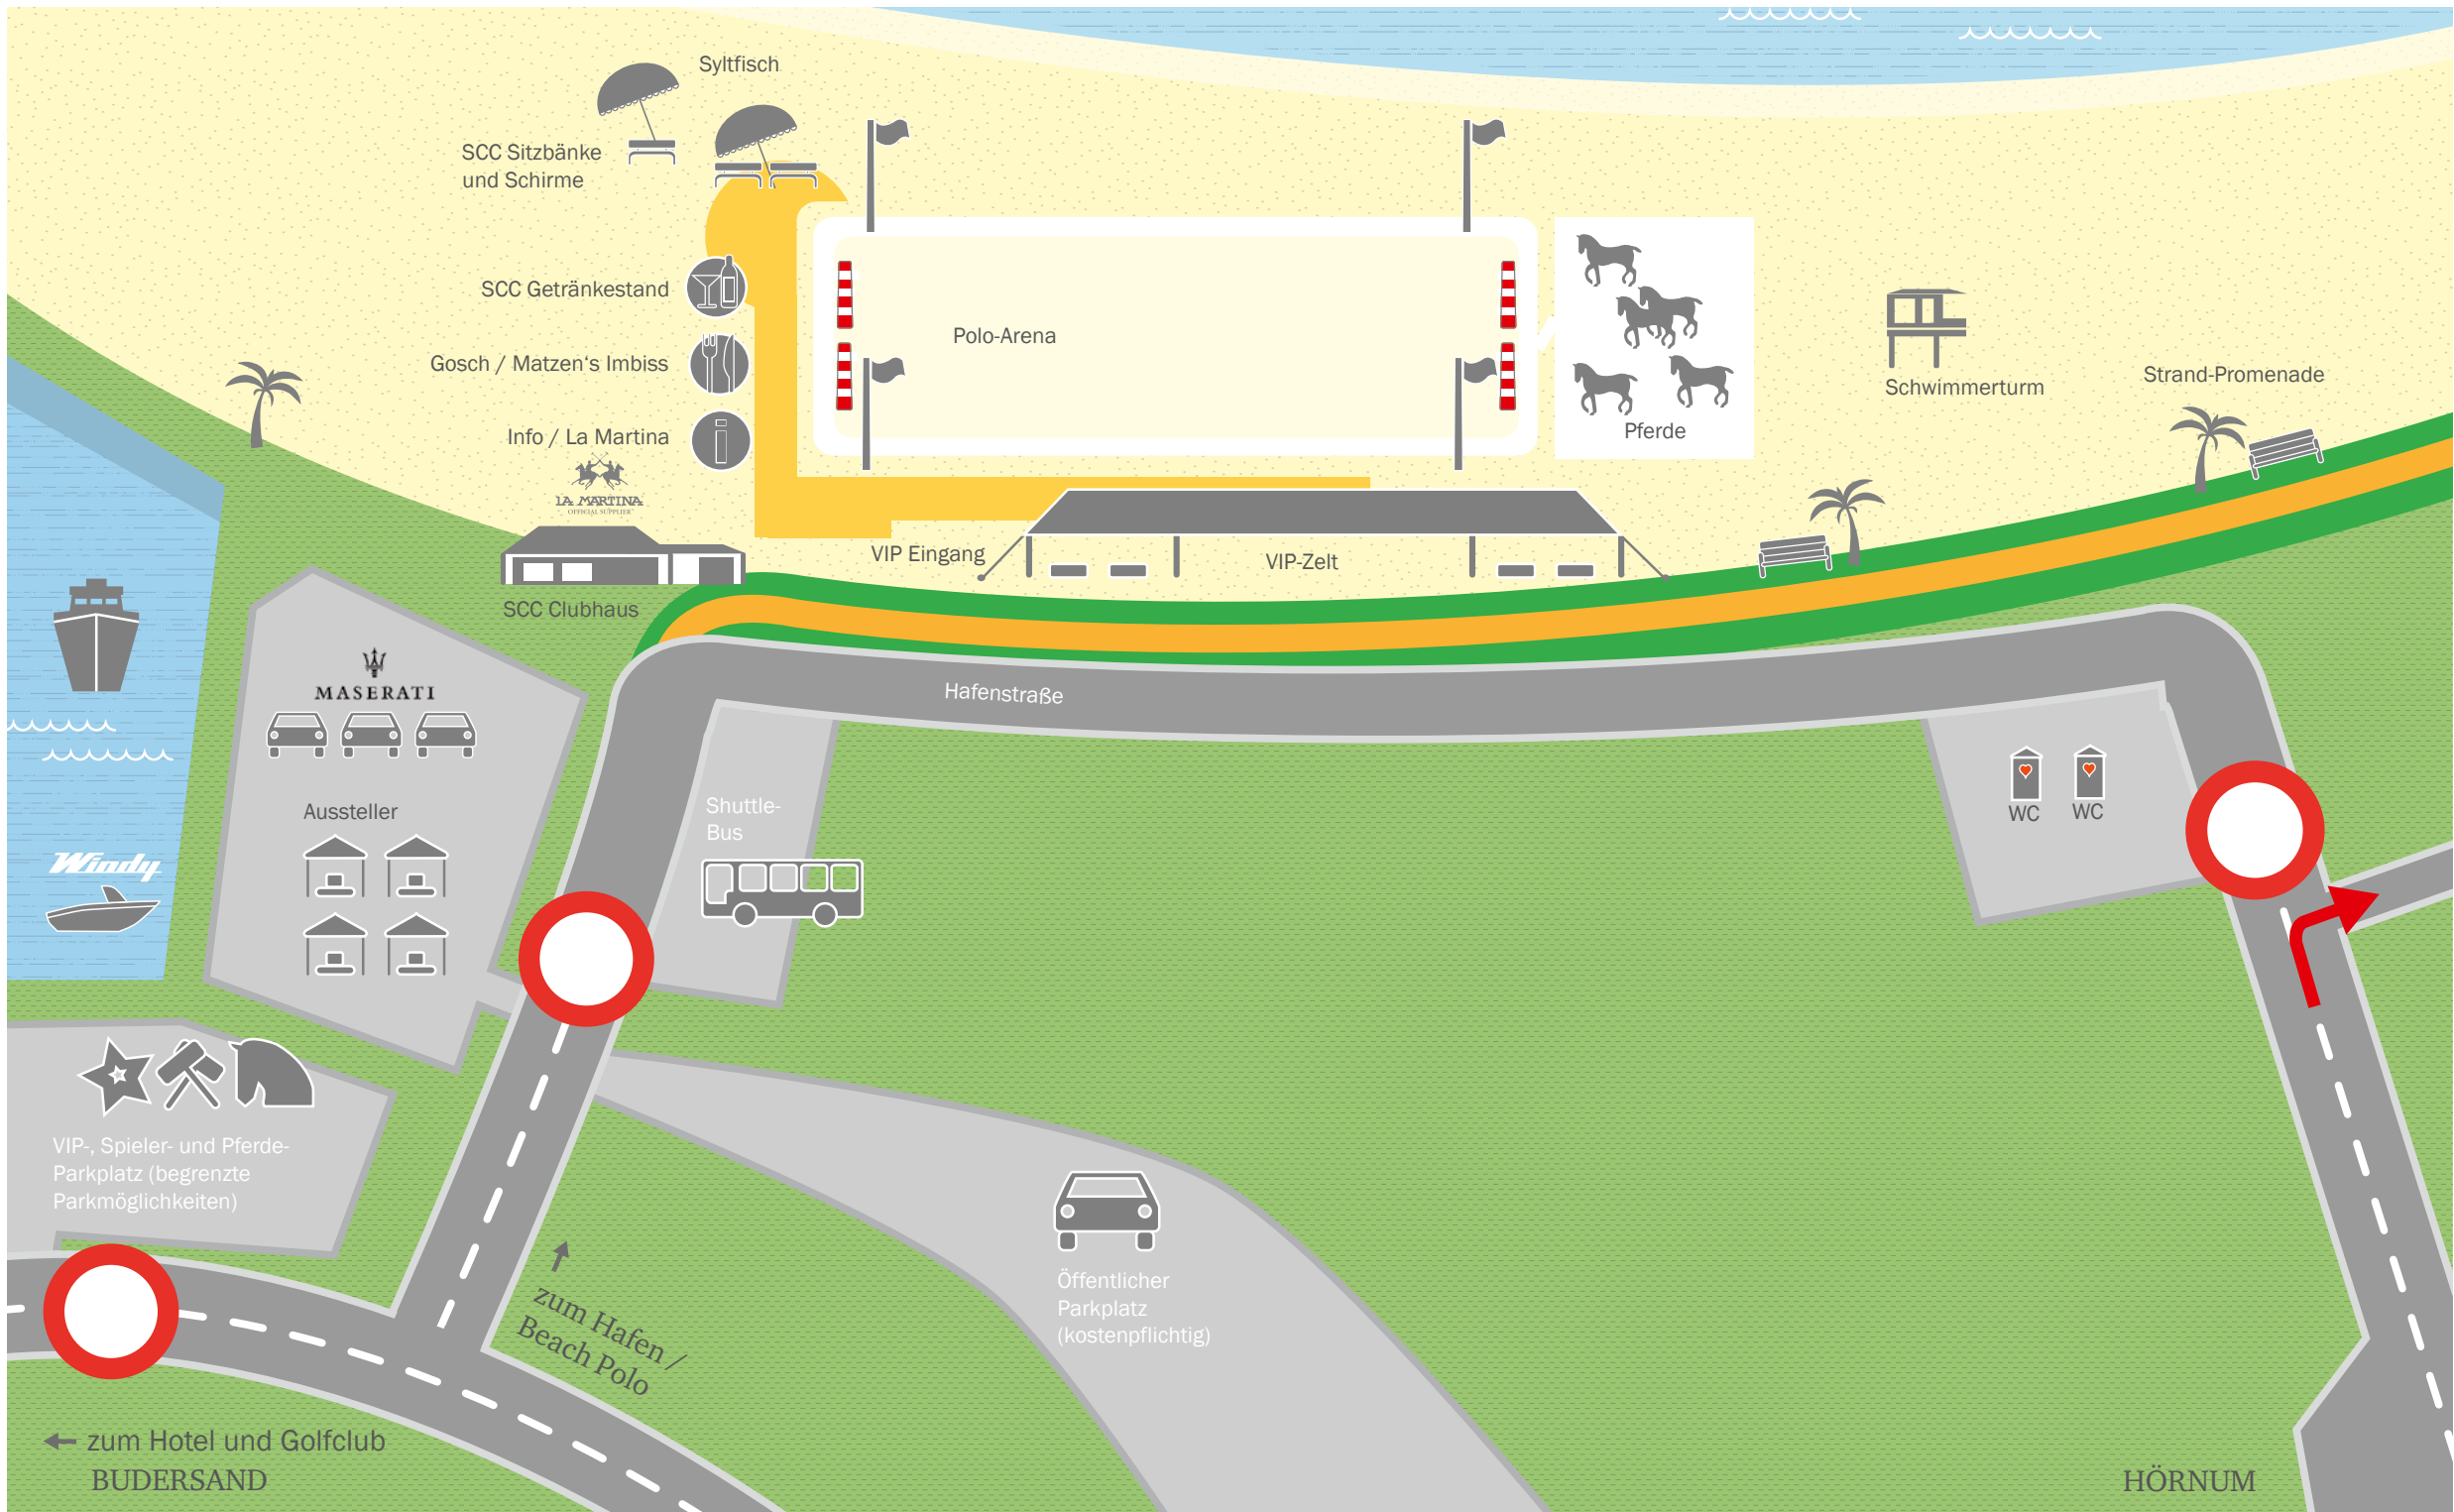 Syltfisch
SCC Sitzbänke
und Schirme
SCC Getränkestand
Polo-Arena
Gosch / Matzen's Imbiss
Info / La Martina
LA MARTINA
OFFICIAL SUPPLIER
Pferde
Schwimmerturm
Strand-Promenade
VIP Eingang
VIP-Zelt
SCC Clubhaus
MASERATI
Hafenstraße
Aussteller
Shuttle-
Bus
WC
WC
Windy
VIP-, Spieler- und Pferde-
Parkplatz (begrenzte
Parkmöglichkeiten)
zum Hafen /
Beach Polo
Öffentlicher
Parkplatz
(kostenpflichtig)
zum Hotel und Golfclub
BUDERSAND
HÖRNUM